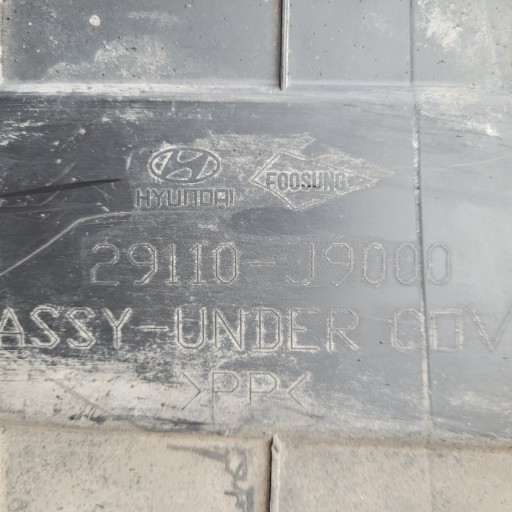 HYUNDAI FOOSUNG
29110-J9000
ASSY-UNDER COV
>PP<